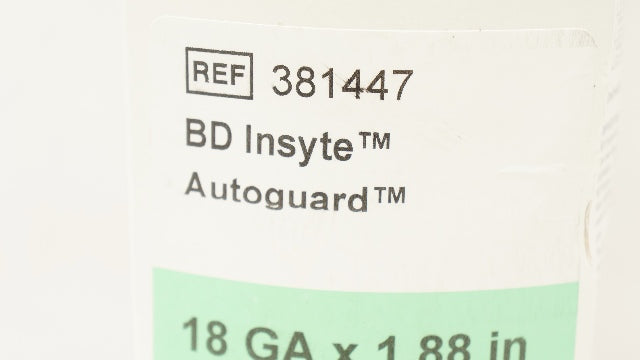 REF 381447
BD Insyte™
Autoguard™
18 GA x 1.88 in